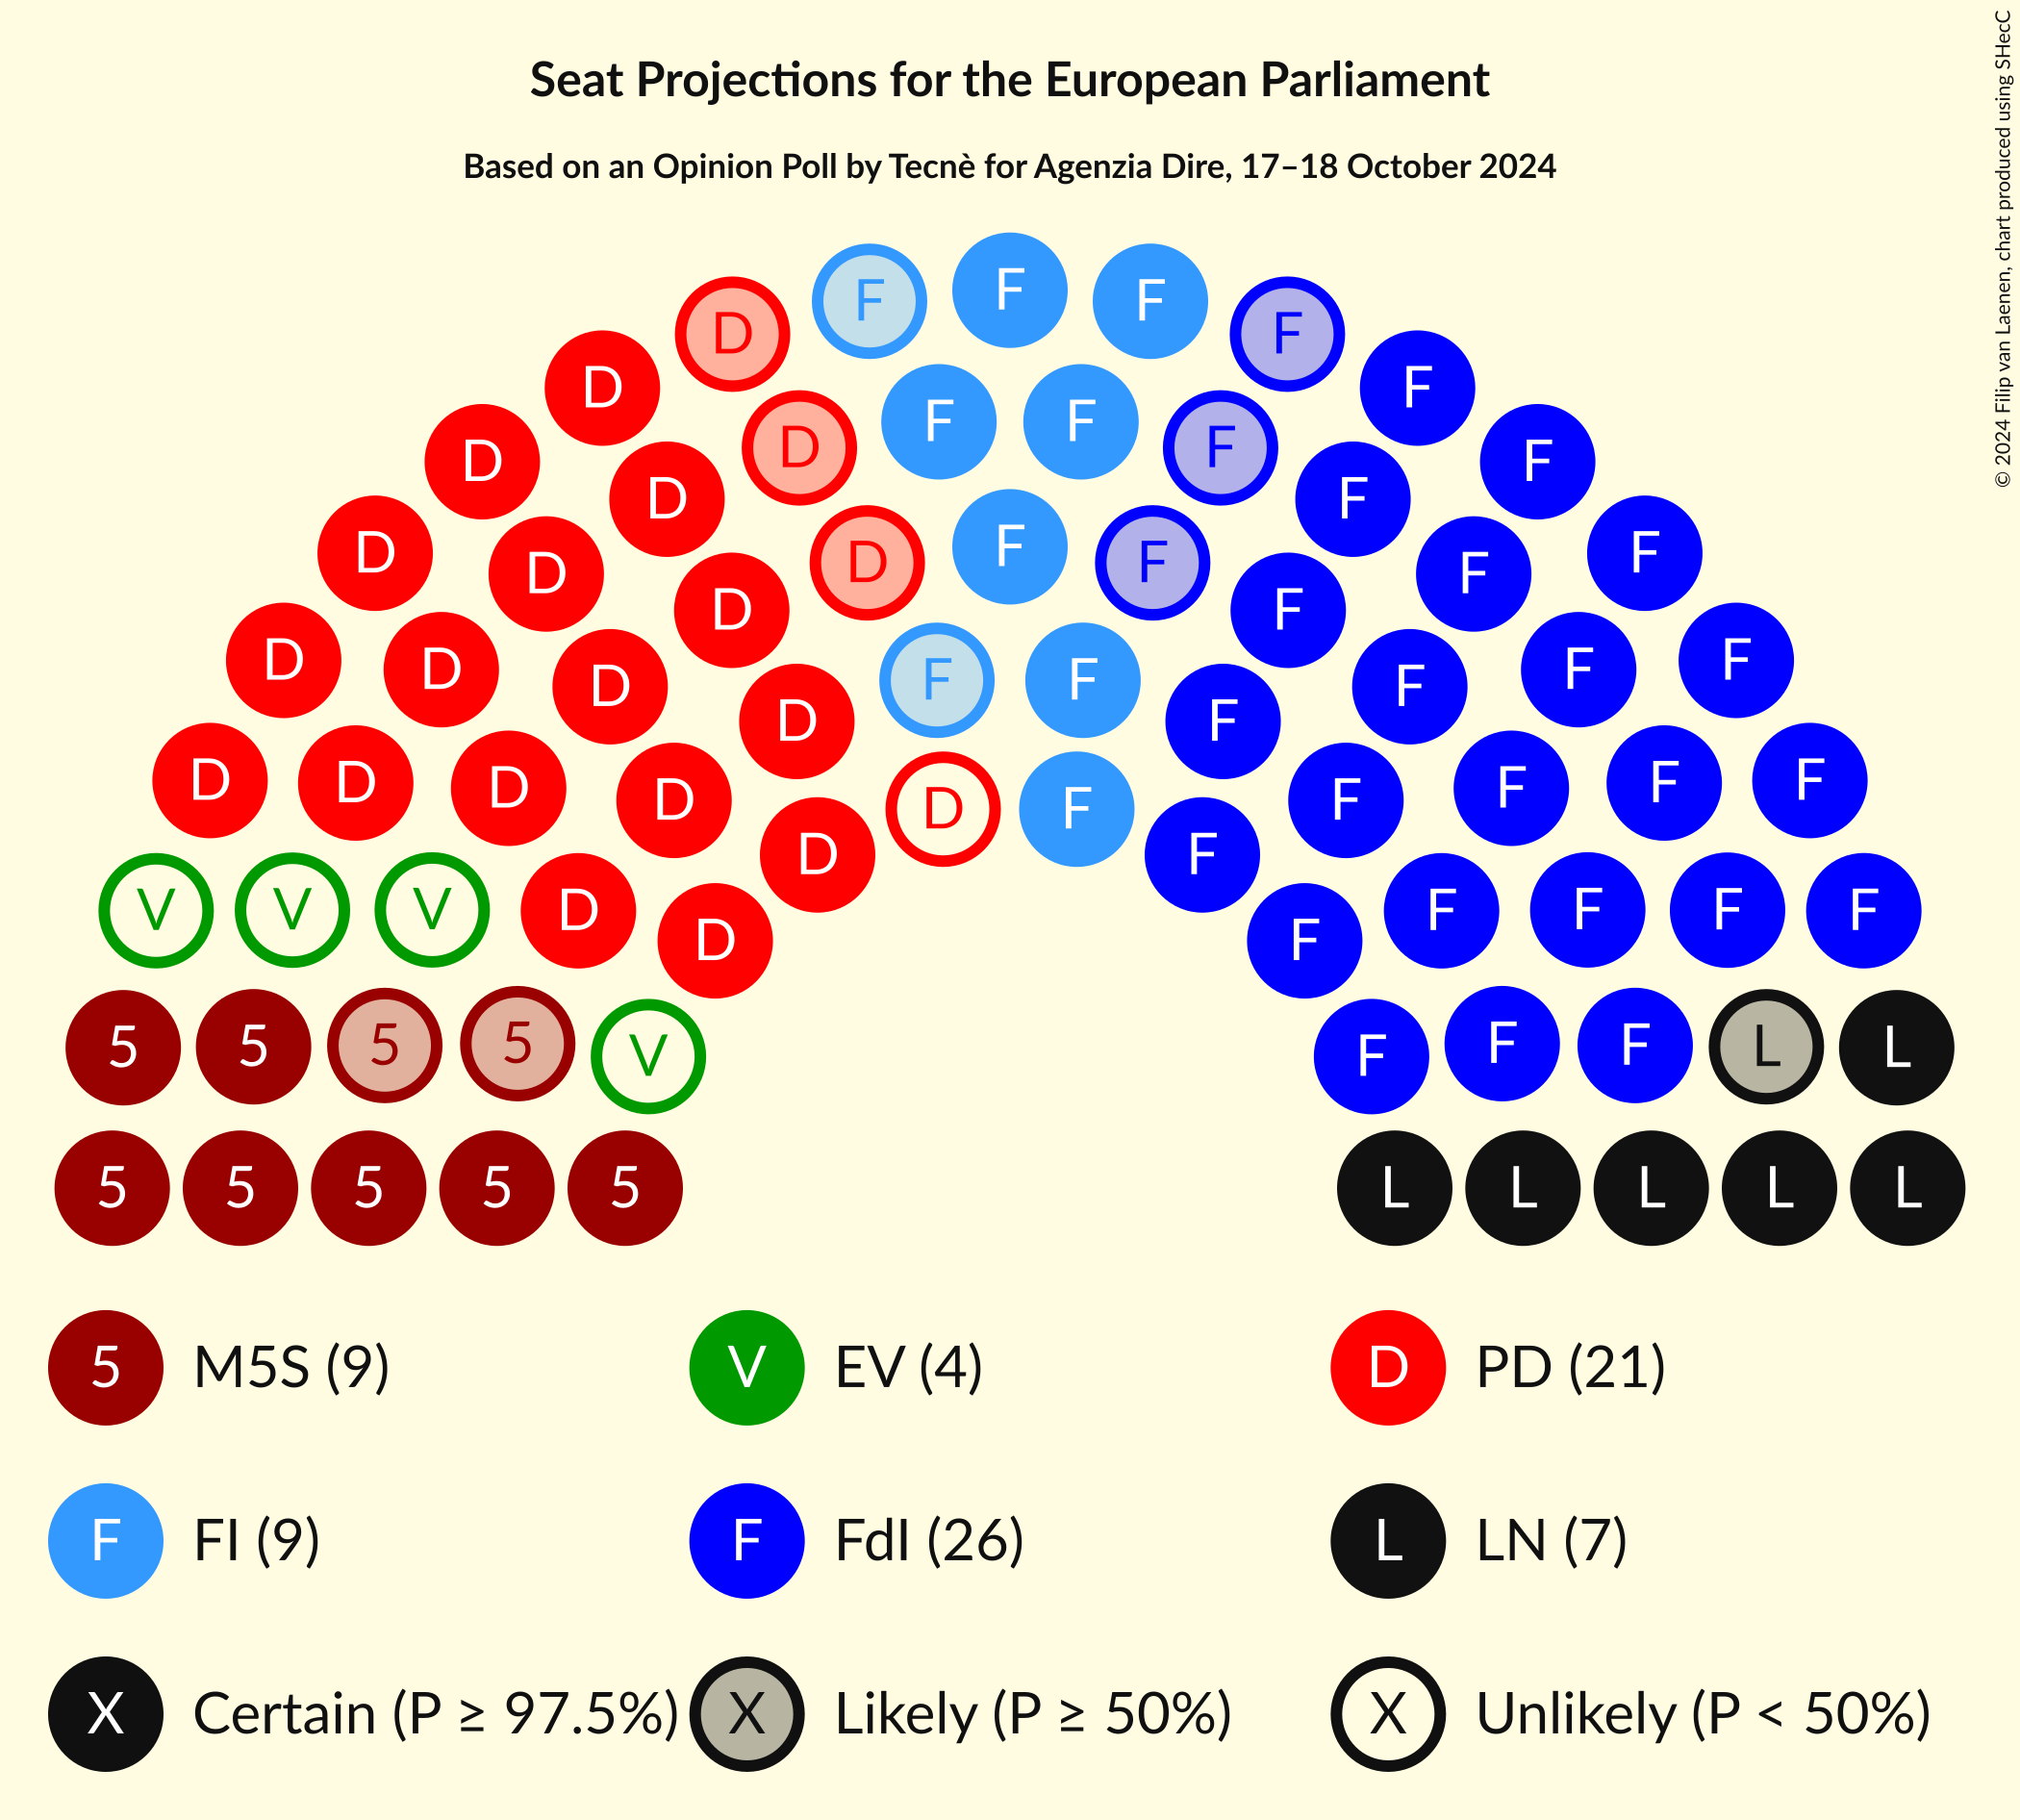 Seat Projections for the European Parliament
Based on an Opinion Poll by Tecnè for Agenzia Dire, 17–18 October 2024
© 2024 Filip van Laenen, chart produced using SHecC
F F F
D F
D F
D F
F F
D F
D F
D F
D F
F
D F
D F
D F
D F
D F
F F
D F
D F
D D D F F F
D F
D F
D F
V V V D F F F F
D F
5 5 5 5 V F F F L L
5 5 5 5 5 L L L L L
5 M5S (9) V EV (4) D PD (21)
F FI (9) F FdI (26) L LN (7)
X Certain (P ≥ 97.5%) X Likely (P ≥ 50%) X Unlikely (P < 50%)